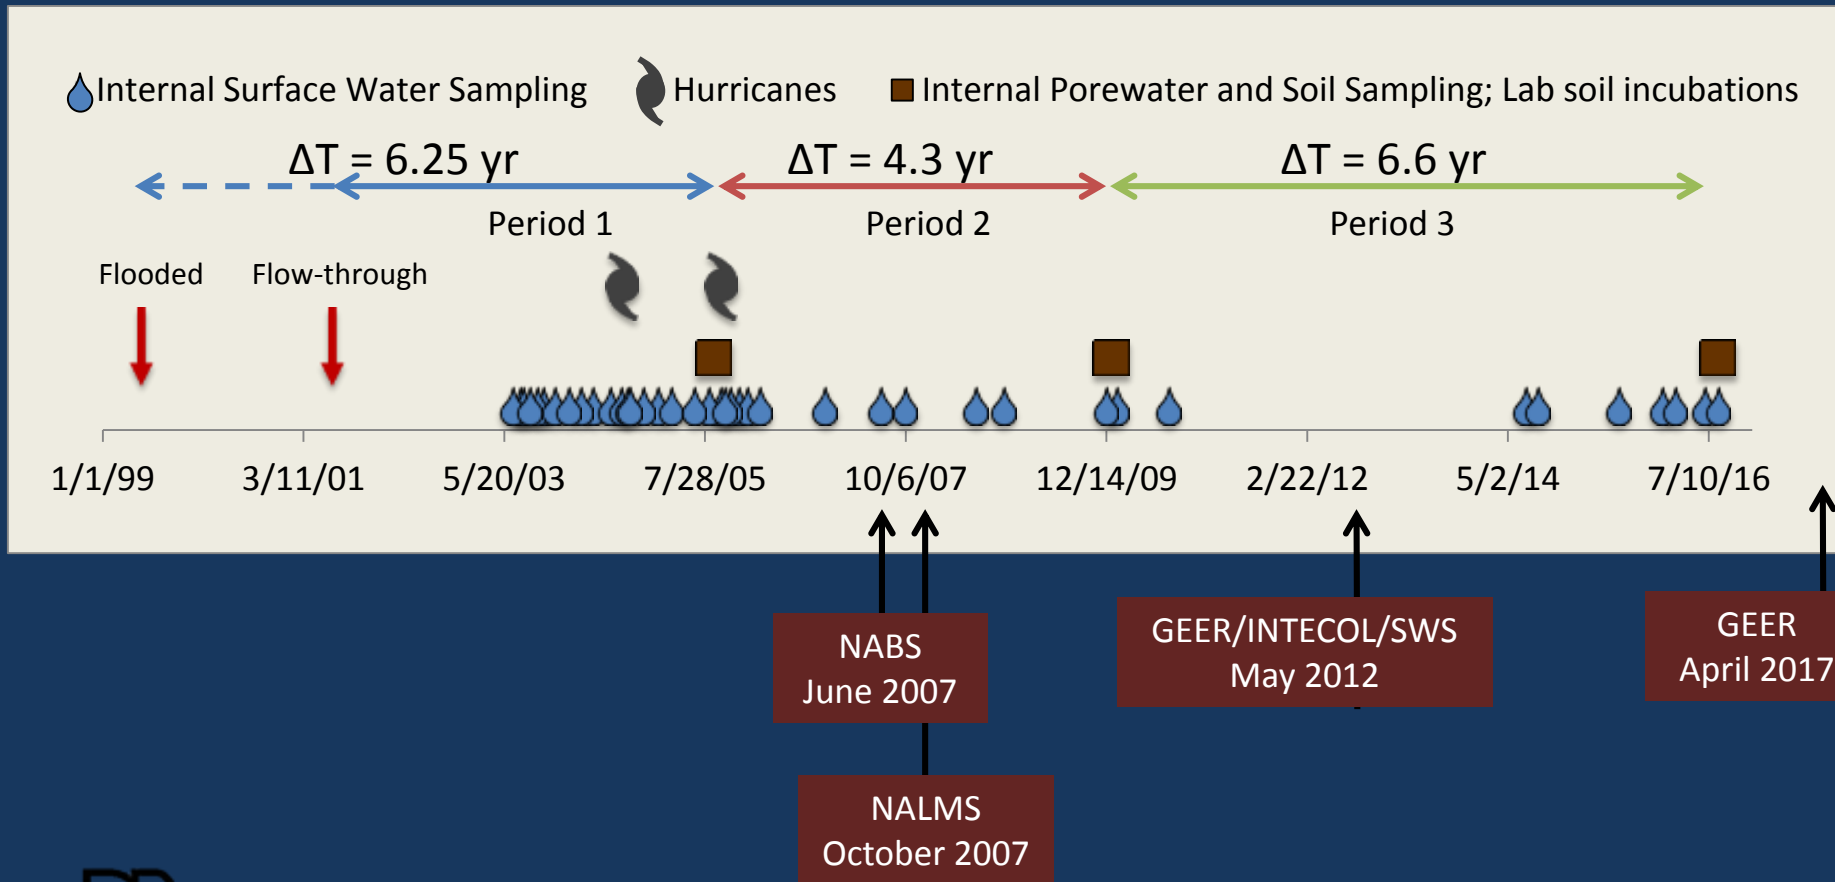 Internal Surface Water Sampling
Hurricanes
Internal Porewater and Soil Sampling; Lab soil incubations
ΔT = 6.25 yr
ΔT = 4.3 yr
ΔT = 6.6 yr
Period 1
Period 2
Period 3
Flooded
Flow-through
1/1/99
3/11/01
5/20/03
7/28/05
10/6/07
12/14/09
2/22/12
5/2/14
7/10/16
NABS
June 2007
GEER/INTECOL/SWS
May 2012
GEER
April 2017
NALMS
October 2007